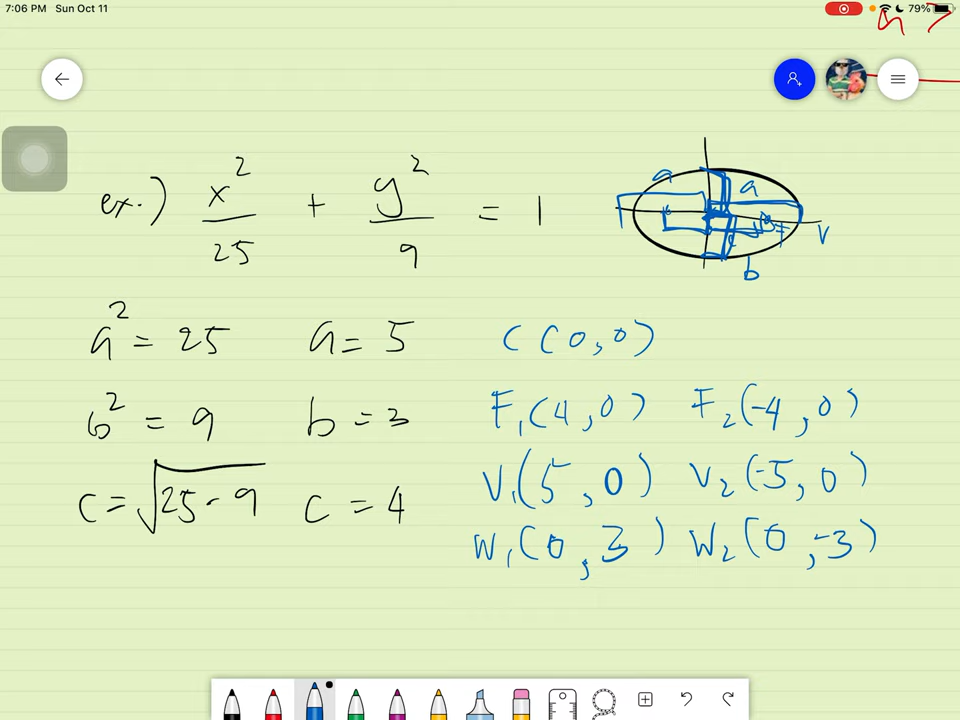 7:06 PM Sun Oct 11
79%
a >
ex.) x²/25 + y²/9 = 1
a a
F V
c
b
a² = 25 a = 5 C (0,0)
b² = 9 b = 3 F₁(4,0) F₂(-4,0)
c = √25-9 c = 4 V₁(5,0) V₂(-5,0)
W₁(0,3) W₂(0,-3)